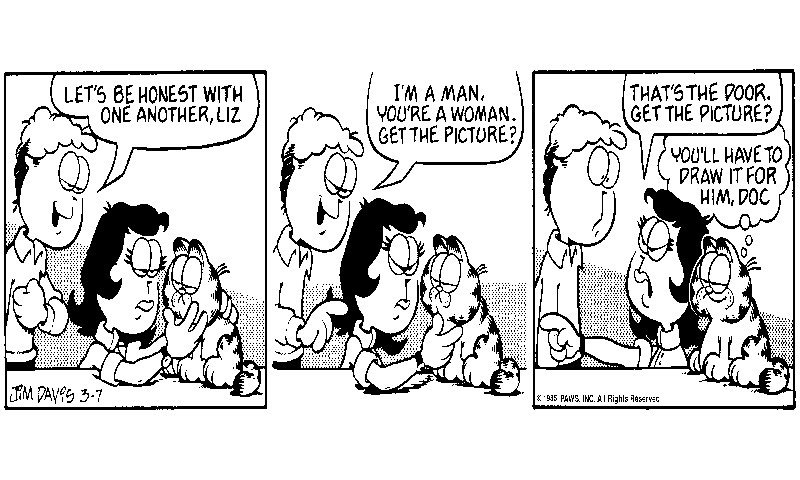 LET'S BE HONEST WITH
ONE ANOTHER, LIZ
JIM DAVIS 3-7
I'M A MAN.
YOU'RE A WOMAN.
GET THE PICTURE?
THAT'S THE DOOR.
GET THE PICTURE?
YOU'LL HAVE TO
DRAW IT FOR
HIM, DOC
© 1985 PAWS, INC. All Rights Reserved